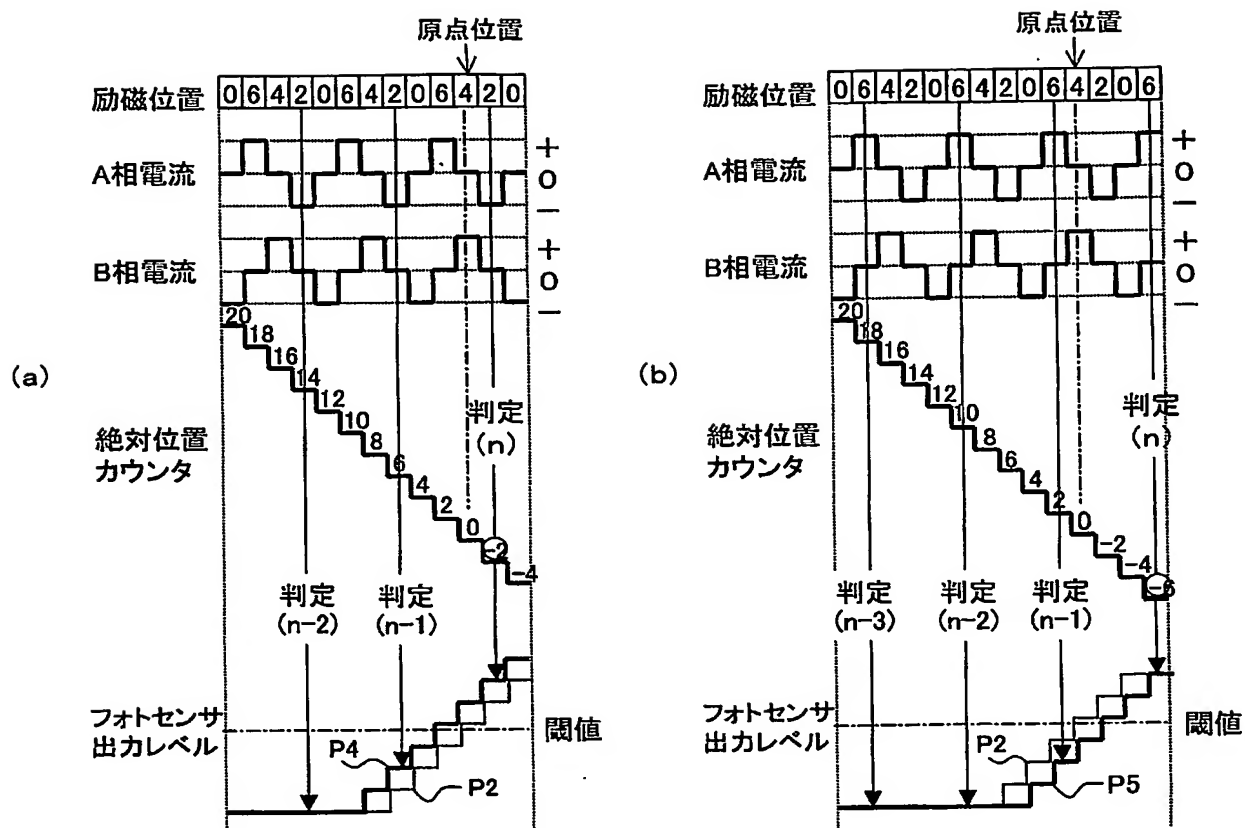 (a)
原点位置
励磁位置 0 6 4 2 0 6 4 2 0 6 4 2 0
A相電流
+
0
−
B相電流
+
0
−
20
18
16
14
12
10
8
6
4
2
0
-2
-4
絶対位置
カウンタ
判定
(n)
判定
(n-2)
判定
(n-1)
フォトセンサ
出力レベル
閾値
P4
P2
(b)
原点位置
励磁位置 0 6 4 2 0 6 4 2 0 6 4 2 0 6
A相電流
+
0
−
B相電流
+
0
−
20
18
16
14
12
10
8
6
4
2
0
-2
-4
-6
絶対位置
カウンタ
判定
(n)
判定
(n-3)
判定
(n-2)
判定
(n-1)
フォトセンサ
出力レベル
閾値
P2
P5